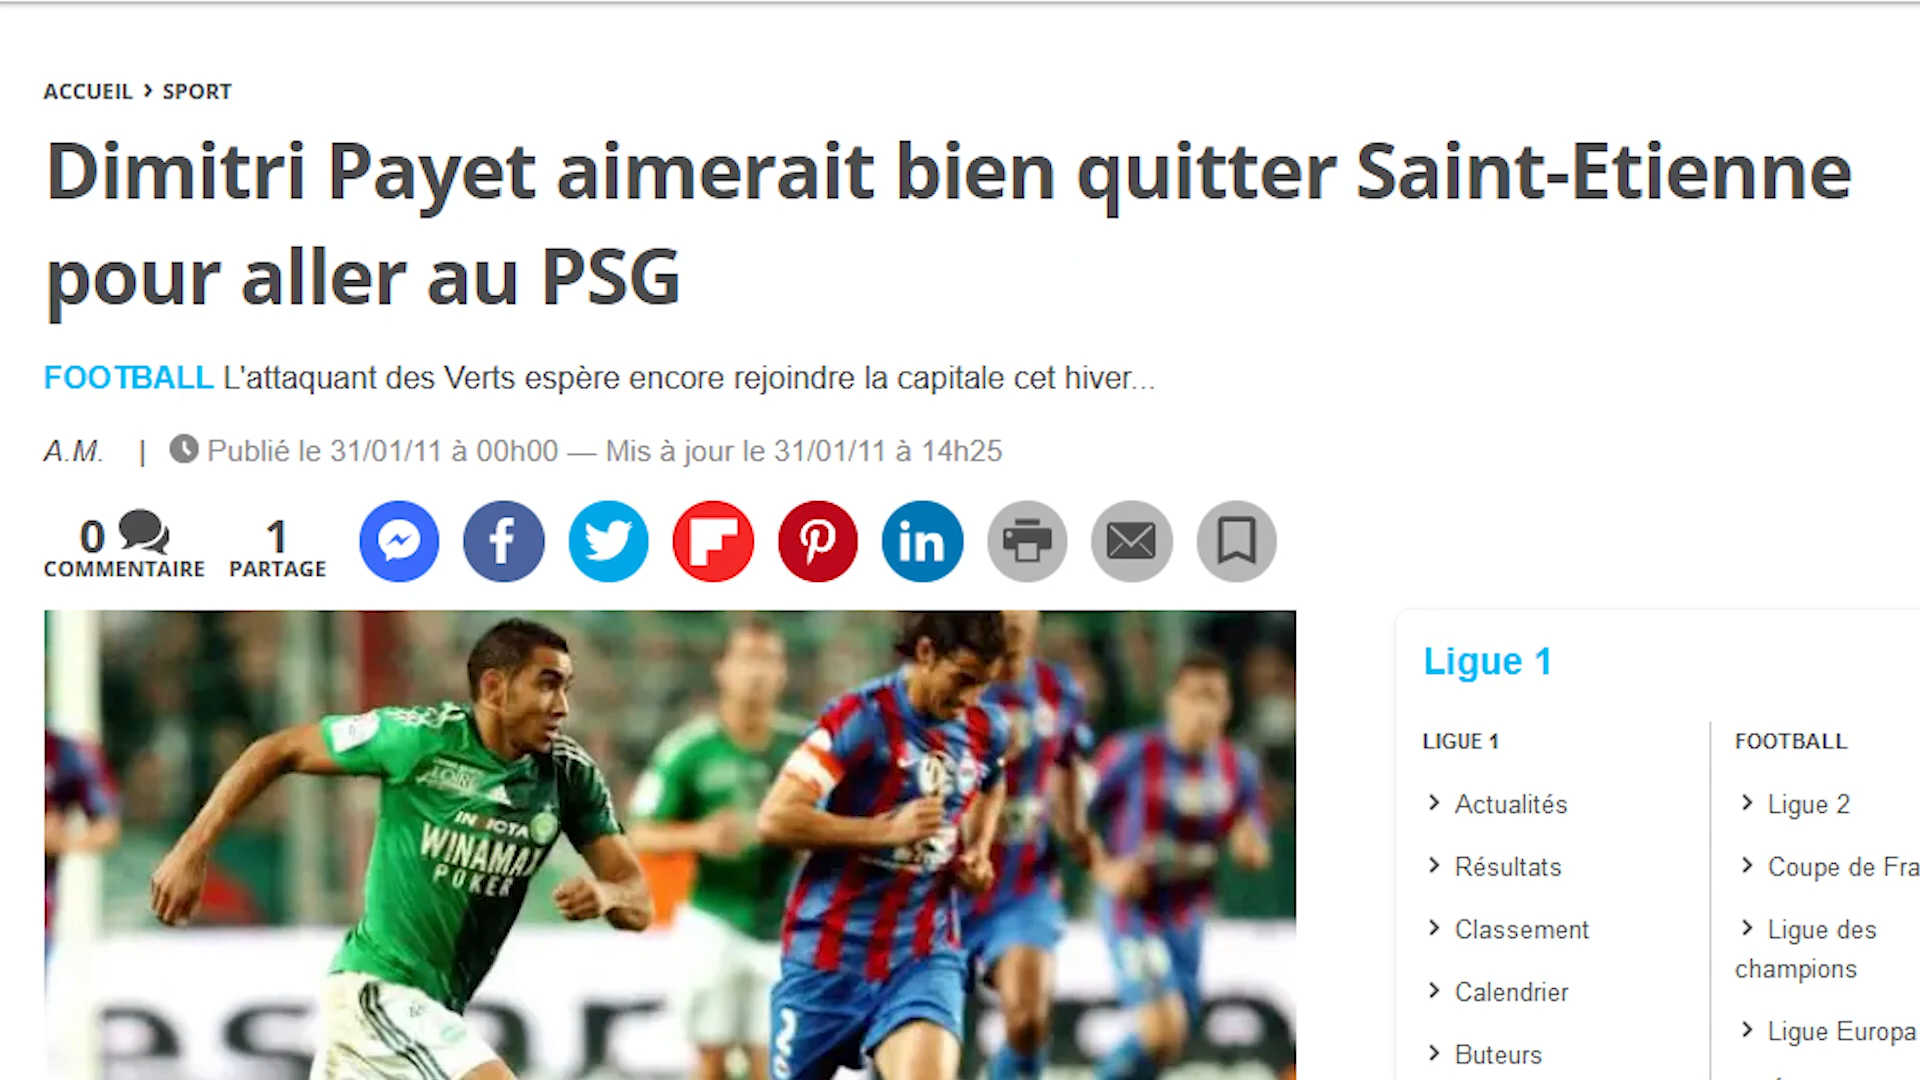 ACCUEIL › SPORT
Dimitri Payet aimerait bien quitter Saint-Etienne
pour aller au PSG
FOOTBALL L'attaquant des Verts espère encore rejoindre la capitale cet hiver...
A.M. | Publié le 31/01/11 à 00h00 — Mis à jour le 31/01/11 à 14h25
0
COMMENTAIRE
1
PARTAGE
f
in
LOIRE
WINAMAX
POKER
2
Ligue 1
LIGUE 1
Actualités
Résultats
Classement
Calendrier
Buteurs
FOOTBALL
Ligue 2
Coupe de Fra
Ligue des
champions
Ligue Europa